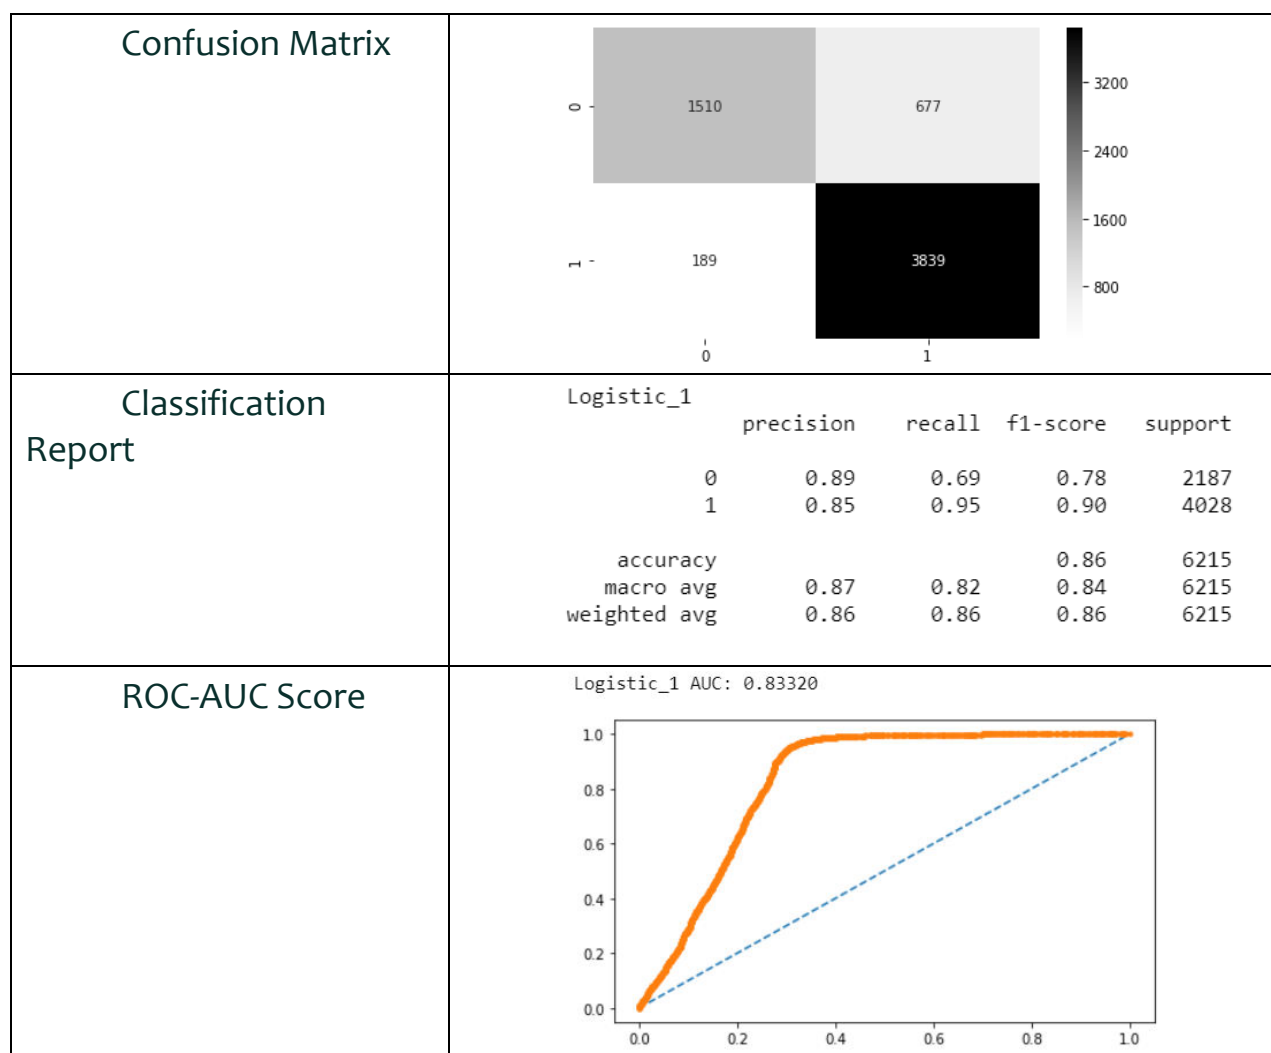 Confusion Matrix
0
1510
677
1
189
3839
0
1
3200
2400
1600
800
Classification
Report
Logistic_1
precision recall f1-score support
0 0.89 0.69 0.78 2187
1 0.85 0.95 0.90 4028
accuracy 0.86 6215
macro avg 0.87 0.82 0.84 6215
weighted avg 0.86 0.86 0.86 6215
ROC-AUC Score
Logistic_1 AUC: 0.83320
1.0
0.8
0.6
0.4
0.2
0.0
0.0 0.2 0.4 0.6 0.8 1.0